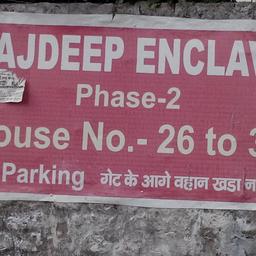 AJDEEP ENCLAV
Phase-2
ouse No.- 26 to 3
Parking गेट के आगे वहान खडा न